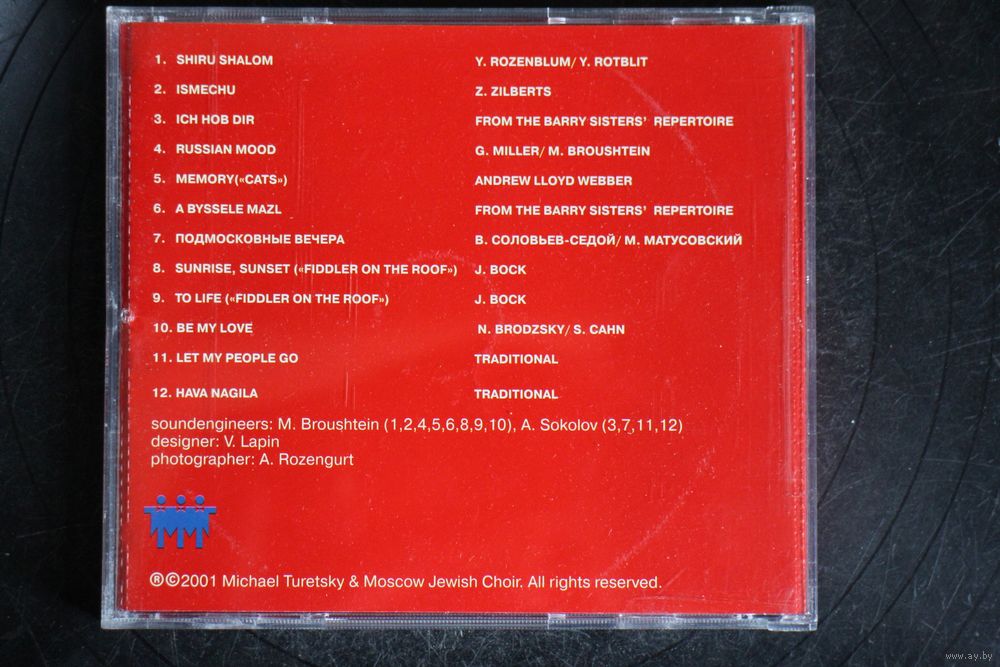 1. SHIRU SHALOM Y. ROZENBLUM/ Y. ROTBLIT
2. ISMECHU Z. ZILBERTS
3. ICH HOB DIR FROM THE BARRY SISTERS' REPERTOIRE
4. RUSSIAN MOOD G. MILLER/ M. BROUSHTEIN
5. MEMORY(«CATS») ANDREW LLOYD WEBBER
6. A BYSSELE MAZL FROM THE BARRY SISTERS' REPERTOIRE
7. ПОДМОСКОВНЫЕ ВЕЧЕРА В. СОЛОВЬЕВ-СЕДОЙ/ М. МАТУСОВСКИЙ
8. SUNRISE, SUNSET («FIDDLER ON THE ROOF») J. BOCK
9. TO LIFE («FIDDLER ON THE ROOF») J. BOCK
10. BE MY LOVE N. BRODZSKY/ S. CAHN
11. LET MY PEOPLE GO TRADITIONAL
12. HAVA NAGILA TRADITIONAL
soundengineers: M. Broushtein (1,2,4,5,6,8,9,10), A. Sokolov (3,7,11,12)
designer: V. Lapin
photographer: A. Rozengurt
®©2001 Michael Turetsky & Moscow Jewish Choir. All rights reserved.
www.ay.by